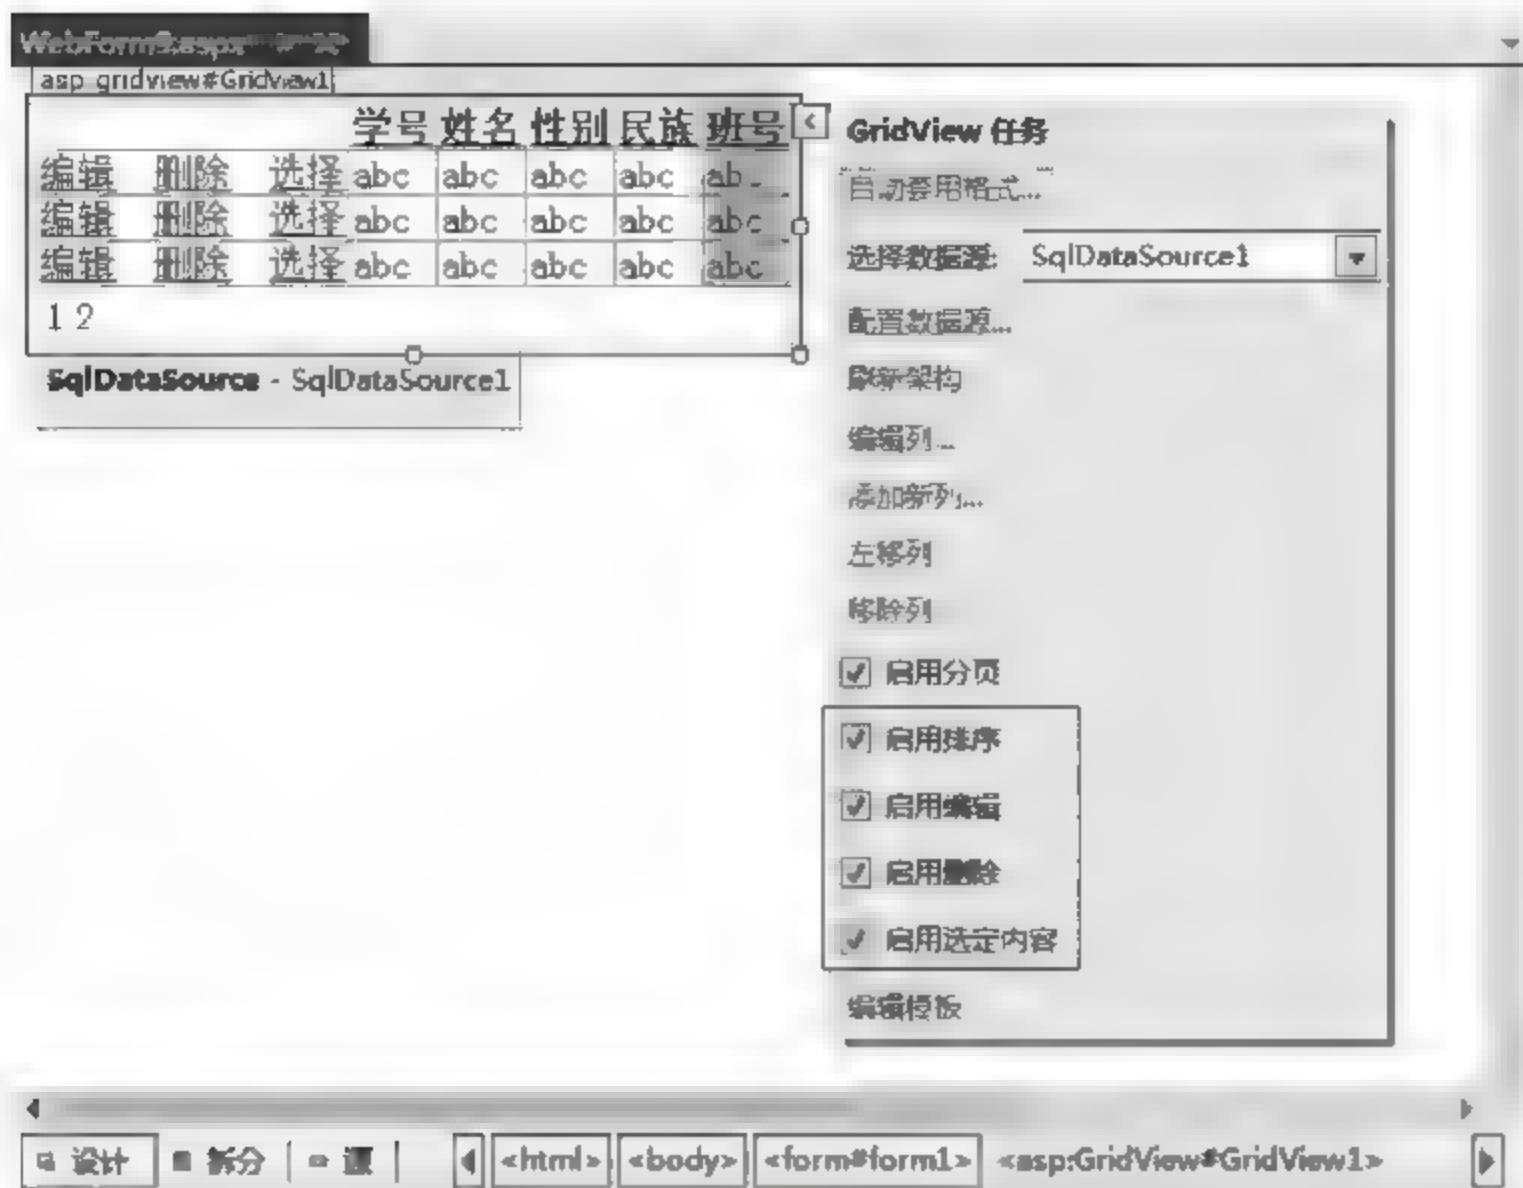 asp gridview#GridView1
学号 姓名 性别 民族 班号
编辑 删除 选择 abc abc abc abc ab
编辑 删除 选择 abc abc abc abc abc
编辑 删除 选择 abc abc abc abc abc
1 2
SqlDataSource - SqlDataSource1
GridView 任务
自动套用格式...
选择数据源: SqlDataSource1
配置数据源...
刷新架构
编辑列...
添加新列...
左移列
移除列
启用分页
启用排序
启用编辑
启用删除
启用选定内容
编辑模板
设计 拆分 源 <html> <body> <form#form1> <asp:GridView#GridView1>